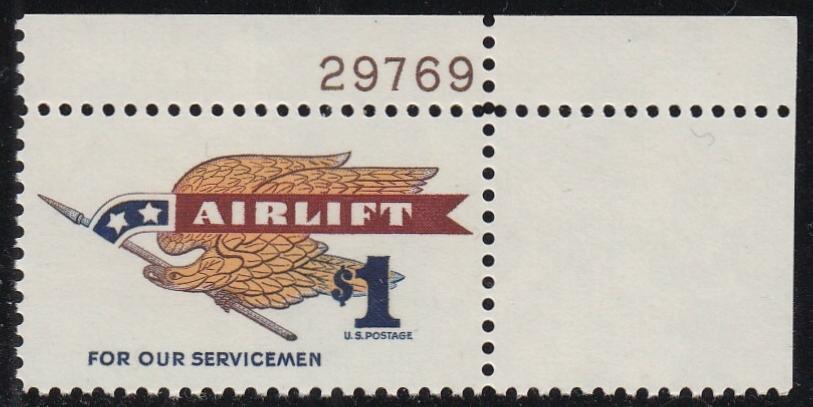 29769
AIRLIFT
$1
U.S. POSTAGE
FOR OUR SERVICEMEN